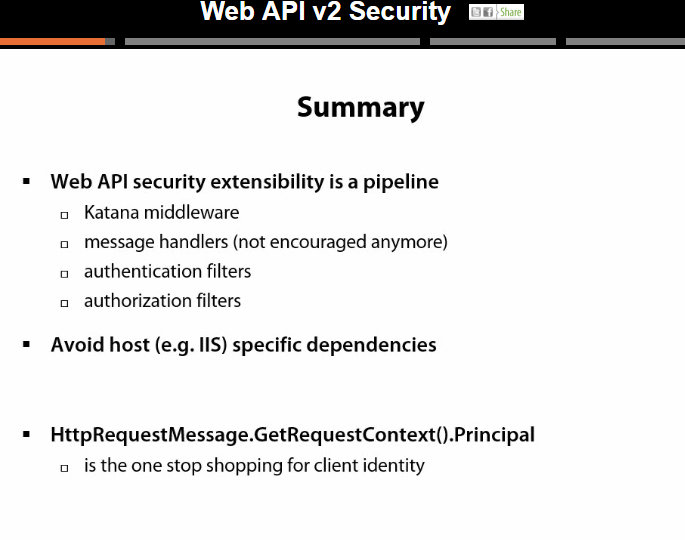 Web API v2 Security
Share
Summary
Web API security extensibility is a pipeline
Katana middleware
message handlers (not encouraged anymore)
authentication filters
authorization filters
Avoid host (e.g. IIS) specific dependencies
HttpRequestMessage.GetRequestContext().Principal
is the one stop shopping for client identity